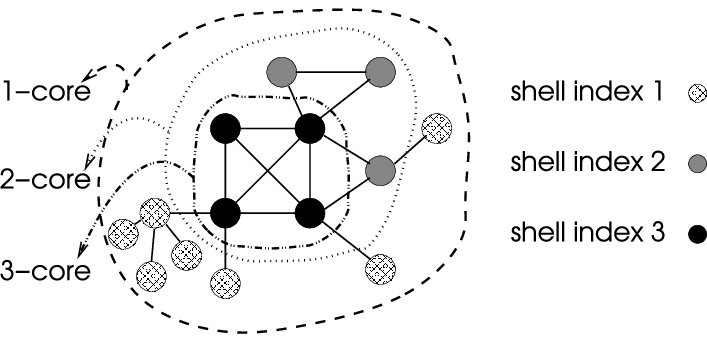 1–core
2–core
3–core
shell index 1
shell index 2
shell index 3